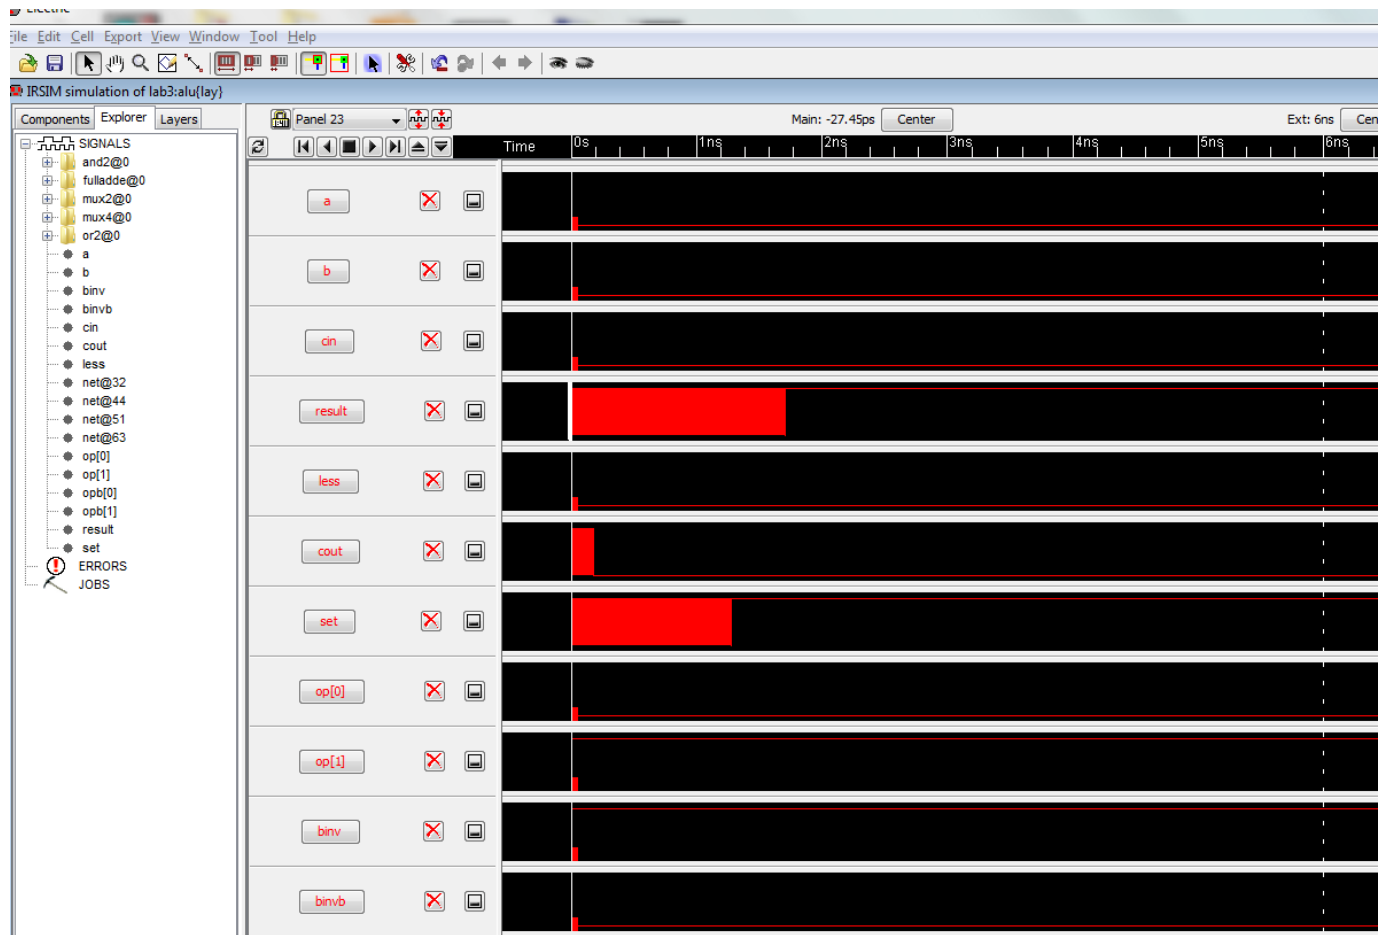 Electric
File Edit Cell Export View Window Tool Help
IRSIM simulation of lab3:alu{lay}
Components Explorer Layers
Panel 23
Main: -27.45ps Center
Ext: 6ns Cen
Time 0s 1ns 2ns 3ns 4ns 5ns 6ns
SIGNALS
and2@0
fulladde@0
mux2@0
mux4@0
or2@0
a
b
binv
binvb
cin
cout
less
net@32
net@44
net@51
net@63
op[0]
op[1]
opb[0]
opb[1]
result
set
ERRORS
JOBS
a
b
cin
result
less
cout
set
op[0]
op[1]
binv
binvb